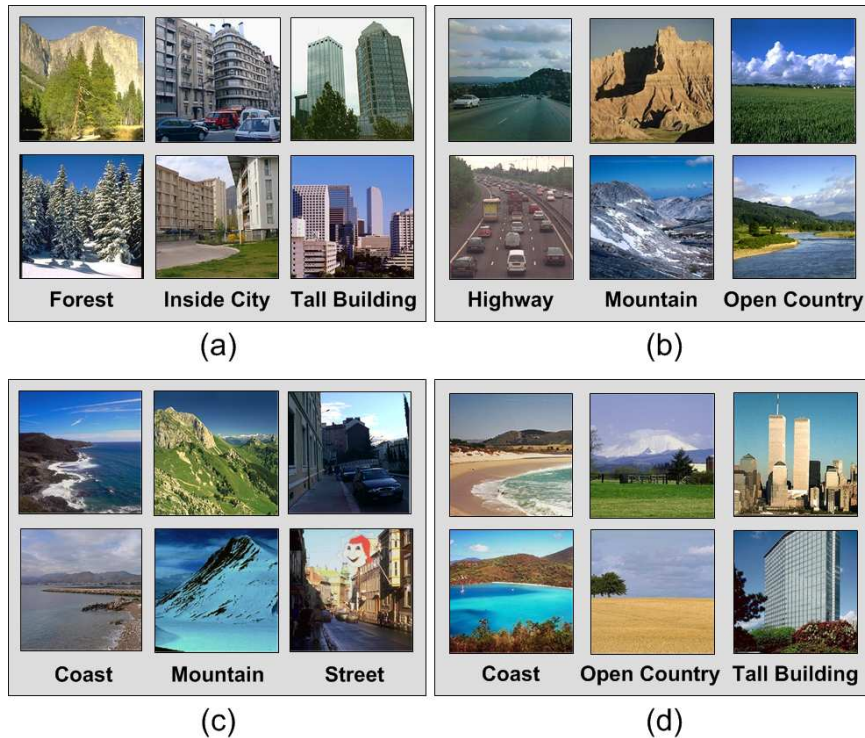 Forest Inside City Tall Building
(a)
Highway Mountain Open Country
(b)
Coast Mountain Street
(c)
Coast Open Country Tall Building
(d)